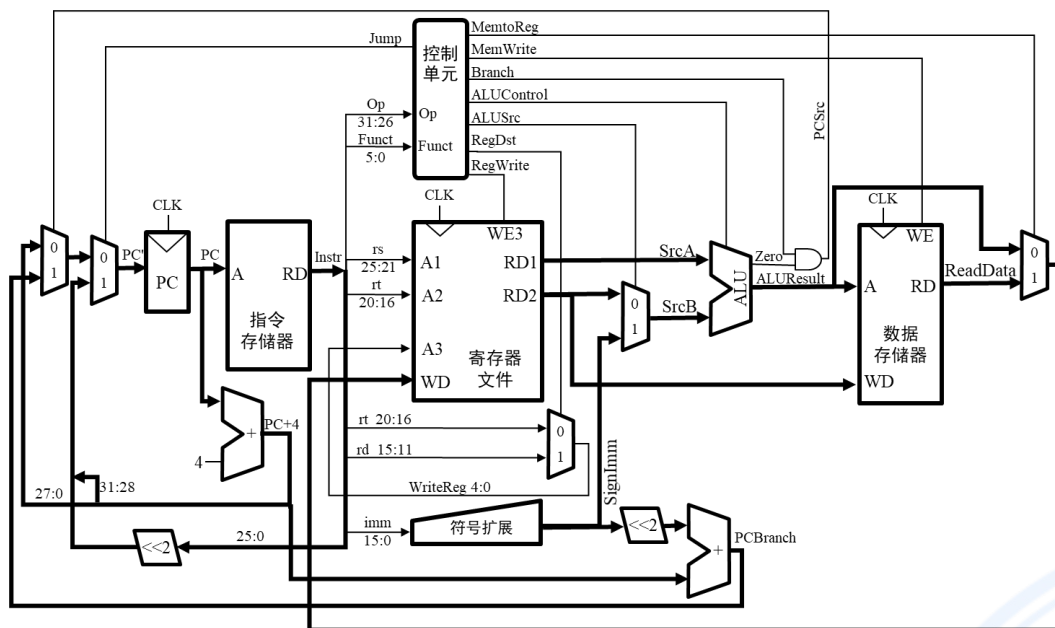 MemtoReg
MemWrite
Branch
ALUControl
ALUSrc
RegDst
RegWrite
Jump
控制
单元
Op
31:26
Op
Funct
5:0
Funct
PCSrc
CLK
CLK
CLK
0
1
0
1
PC'
PC
PC
A
RD
指令
存储器
Instr
rs
25:21
rt
20:16
A1
A2
A3
WD
WE3
RD1
RD2
寄存器
文件
0
1
SrcA
SrcB
ALU
Zero
ALUResult
A
RD
WE
WD
数据
存储器
ReadData
0
1
4
+
PC+4
rt 20:16
rd 15:11
0
1
WriteReg 4:0
SignImm
27:0
31:28
<<2
25:0
imm
15:0
符号扩展
<<2
+
PCBranch